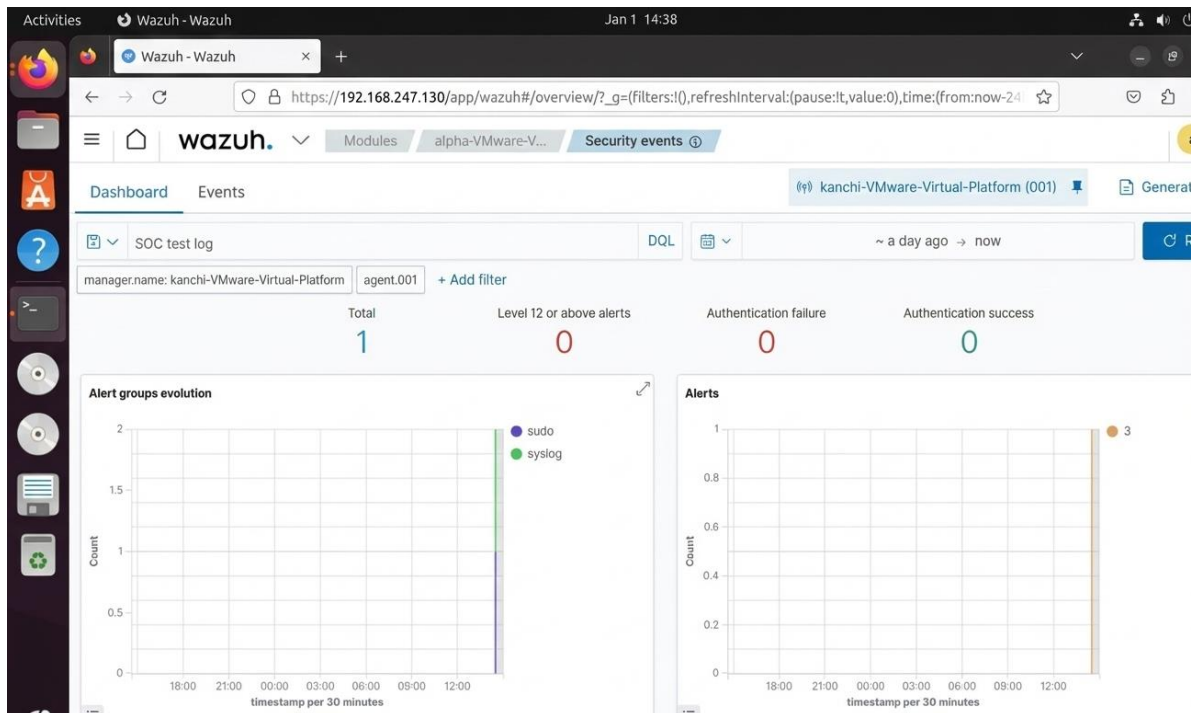 Activities Wazuh - Wazuh Jan 1 14:38
Wazuh - Wazuh × +
https://192.168.247.130/app/wazuh#/overview/?_g=(filters:!(),refreshInterval:(pause:!t,value:0),time:(from:now-24
wazuh. Modules alpha-VMware-V... Security events
Dashboard Events kanchi-VMware-Virtual-Platform (001) Generat
SOC test log DQL ~ a day ago → now R
manager.name: kanchi-VMware-Virtual-Platform agent.001 + Add filter
Total Level 12 or above alerts Authentication failure Authentication success
1 0 0 0
Alert groups evolution
2
1.5
1
0.5
0
Count
18:00 21:00 00:00 03:00 06:00 09:00 12:00
timestamp per 30 minutes
sudo
syslog
Alerts
1
0.8
0.6
0.4
0.2
0
Count
18:00 21:00 00:00 03:00 06:00 09:00 12:00
timestamp per 30 minutes
3